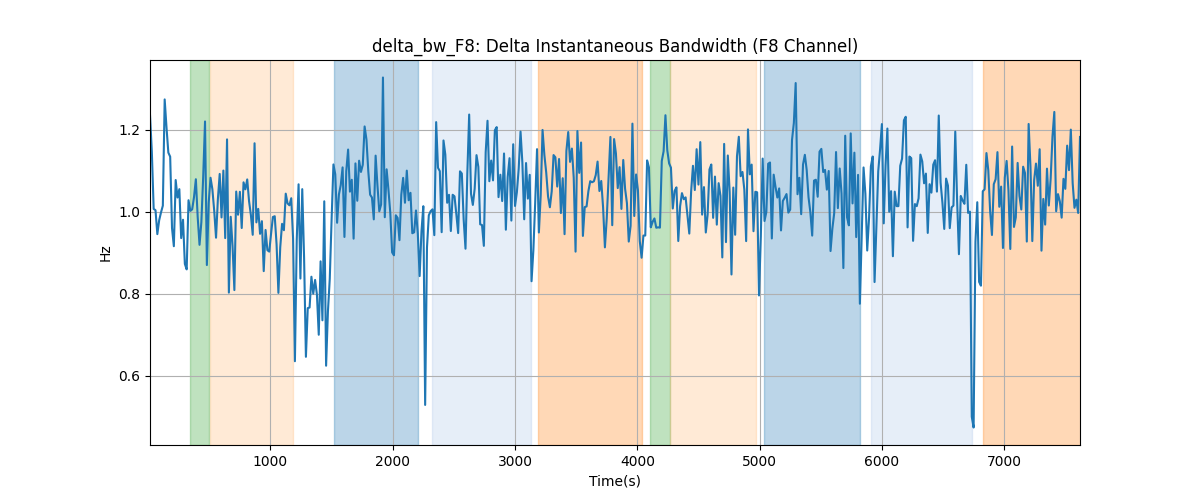 delta_bw_F8: Delta Instantaneous Bandwidth (F8 Channel)
1.2
1.0
0.8
0.6
Hz
1000 2000 3000 4000 5000 6000 7000
Time(s)